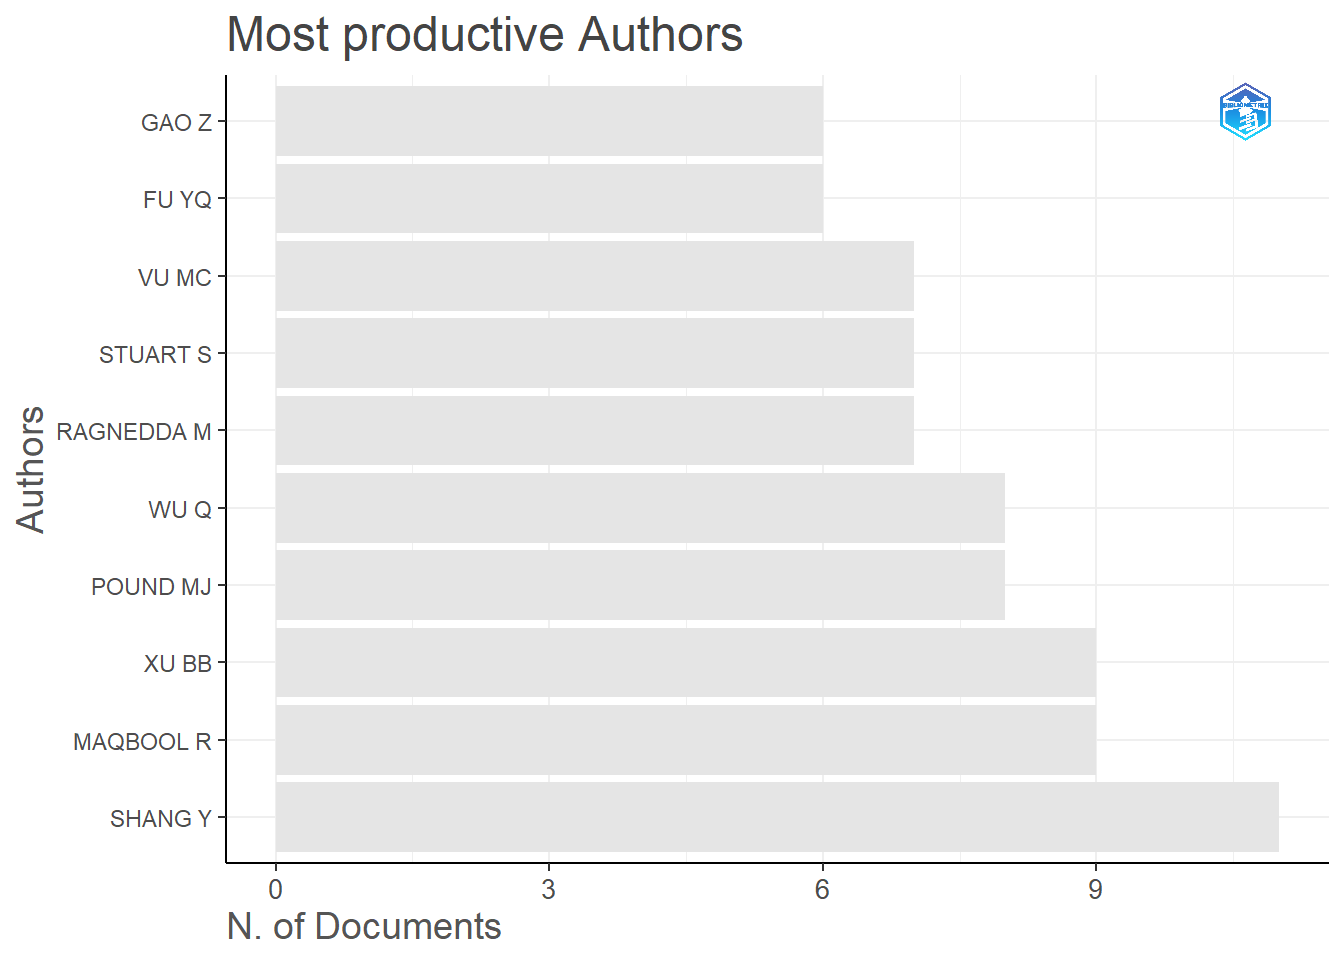 Most productive Authors
GAO Z
FU YQ
VU MC
STUART S
RAGNEDDA M
WU Q
POUND MJ
XU BB
MAQBOOL R
SHANG Y
Authors
0 3 6 9
N. of Documents